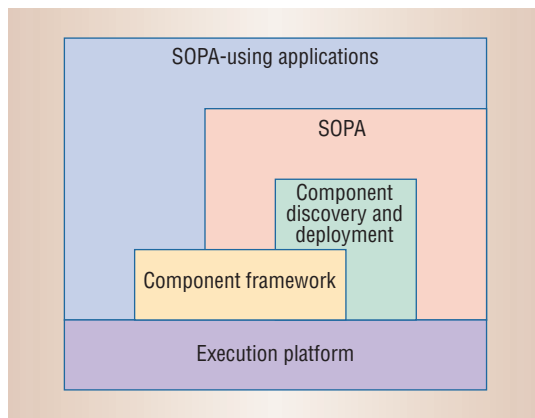 SOPA-using applications
SOPA
Component
discovery and
deployment
Component framework
Execution platform